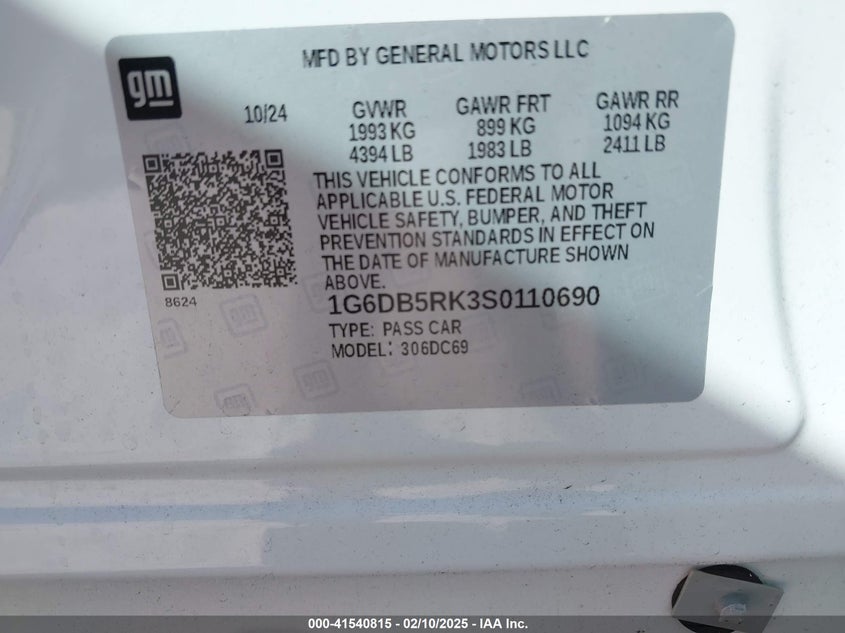 MFD BY GENERAL MOTORS LLC
gm
10/24
GVWR
1993 KG
4394 LB
GAWR FRT
899 KG
1983 LB
GAWR RR
1094 KG
2411 LB
THIS VEHICLE CONFORMS TO ALL
APPLICABLE U.S. FEDERAL MOTOR
VEHICLE SAFETY, BUMPER, AND THEFT
PREVENTION STANDARDS IN EFFECT ON
THE DATE OF MANUFACTURE SHOWN
ABOVE.
8624
1G6DB5RK3S0110690
TYPE: PASS CAR
MODEL: 306DC69
000-41540815 - 02/10/2025 - IAA Inc.